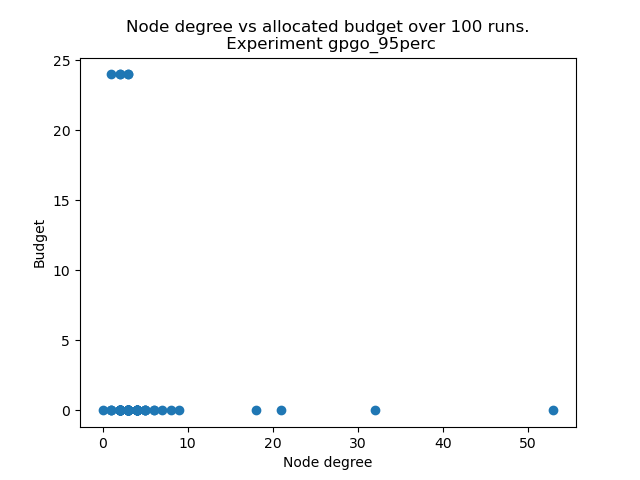 Node degree vs allocated budget over 100 runs.
Experiment gpgo_95perc
25
20
15
10
5
0
Budget
0 10 20 30 40 50
Node degree